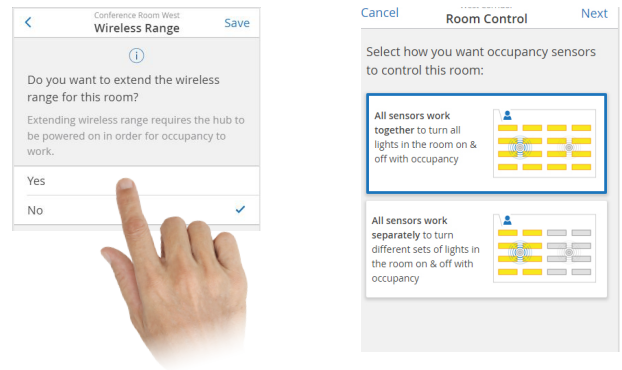 Conference Room West
Wireless Range
Save
Do you want to extend the wireless
range for this room?
Extending wireless range requires the hub to
be powered on in order for occupancy to
work.
Yes
No
Cancel
Room Control
Next
Select how you want occupancy sensors
to control this room:
All sensors work
together to turn all
lights in the room on &
off with occupancy
All sensors work
separately to turn
different sets of lights in
the room on & off with
occupancy